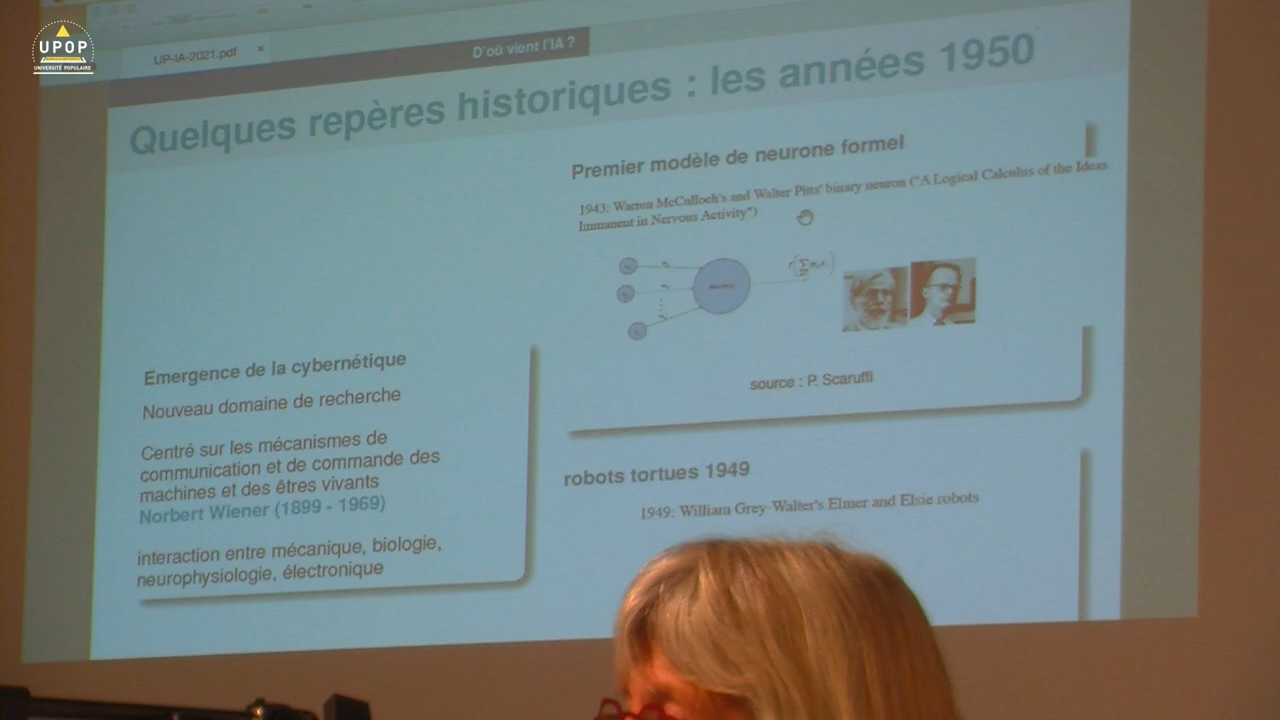 UPOP
UNIVERSITÉ POPULAIRE
UP-IA-2021.pdf ×
D'où vient l'IA ?
Quelques repères historiques : les années 1950
Emergence de la cybernétique
Nouveau domaine de recherche
Centré sur les mécanismes de
communication et de commande des
machines et des êtres vivants
Norbert Wiener (1899 - 1969)
interaction entre mécanique, biologie,
neurophysiologie, électronique
Premier modèle de neurone formel
1943: Warren McCulloch's and Walter Pitts' binary neuron ("A Logical Calculus of the Ideas
Immanent in Nervous Activity")
source : P. Scaruffi
robots tortues 1949
1949: William Grey-Walter's Elmer and Elsie robots